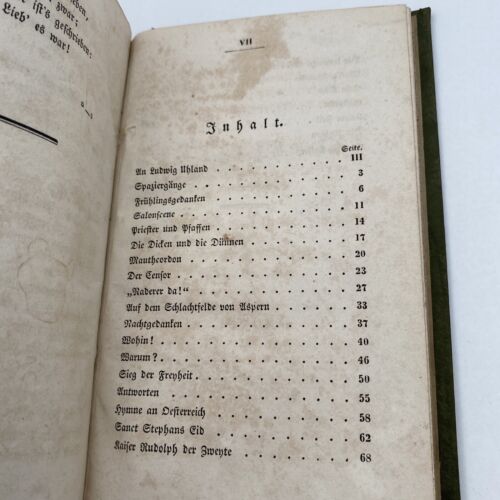 ist's geschrieben:
Lieb' es war!
VII
Inhalt.
Seite.
An Ludwig Uhland . . . . . . . . . III
Spaziergänge . . . . . . . . . . 3
Frühlingsgedanken . . . . . . . . . 6
Salonscene . . . . . . . . . . 11
Priester und Pfaffen . . . . . . . . . 14
Die Dicken und die Dünnen . . . . . . . 17
Mauthcordon . . . . . . . . . . 20
Der Censor . . . . . . . . . . 23
„Naderer da!“ . . . . . . . . . . 27
Auf dem Schlachtfelde von Aspern . . . . . 33
Nachtgedanken . . . . . . . . . . 37
Wohin! . . . . . . . . . . . 40
Warum? . . . . . . . . . . . 46
Sieg der Freyheit . . . . . . . . . 50
Antworten . . . . . . . . . . 55
Hymne an Oesterreich . . . . . . . . 58
Sanct Stephans Eid . . . . . . . . 62
Kaiser Rudolph der Zweyte . . . . . . . 68